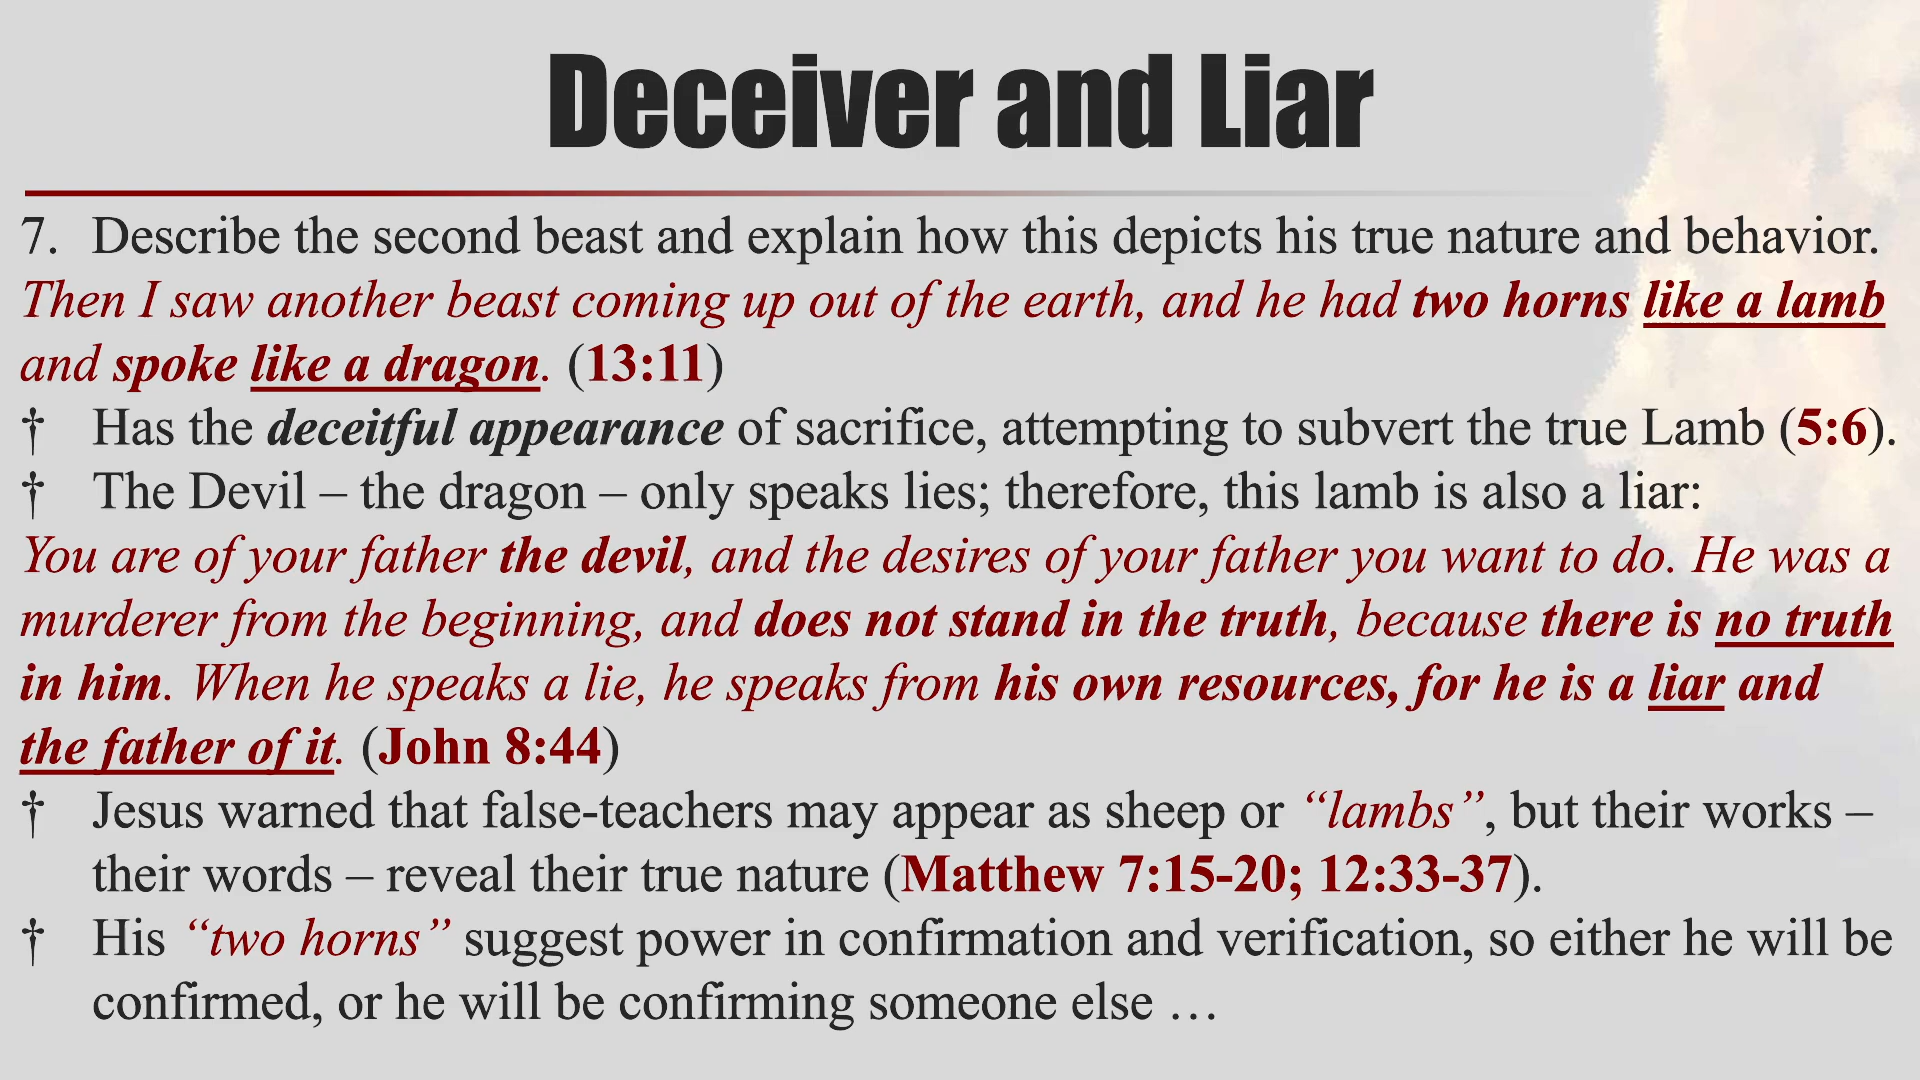 Deceiver and Liar
7. Describe the second beast and explain how this depicts his true nature and behavior.
Then I saw another beast coming up out of the earth, and he had two horns like a lamb
and spoke like a dragon. (13:11)
† Has the deceitful appearance of sacrifice, attempting to subvert the true Lamb (5:6).
† The Devil – the dragon – only speaks lies; therefore, this lamb is also a liar:
You are of your father the devil, and the desires of your father you want to do. He was a
murderer from the beginning, and does not stand in the truth, because there is no truth
in him. When he speaks a lie, he speaks from his own resources, for he is a liar and
the father of it. (John 8:44)
† Jesus warned that false-teachers may appear as sheep or “lambs”, but their works –
their words – reveal their true nature (Matthew 7:15-20; 12:33-37).
† His “two horns” suggest power in confirmation and verification, so either he will be
confirmed, or he will be confirming someone else …